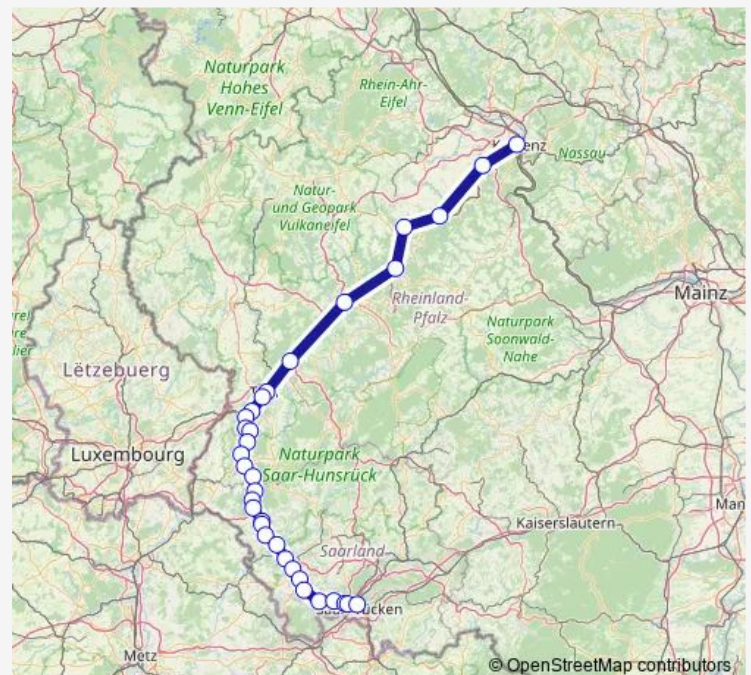 Naturpark
Hohes
Venn-Eifel
Rhein-Ahr-
Eifel
Nassau
Natur-
und Geopark
Vulkaneifel
Rheinland-
Pfalz
Mainz
Naturpark
Soonwald-
Nahe
Lëtzebuerg
Luxembourg
Naturpark
Saar-Hunsrück
Kaiserslautern
Saarland
Metz
© OpenStreetMap contributors